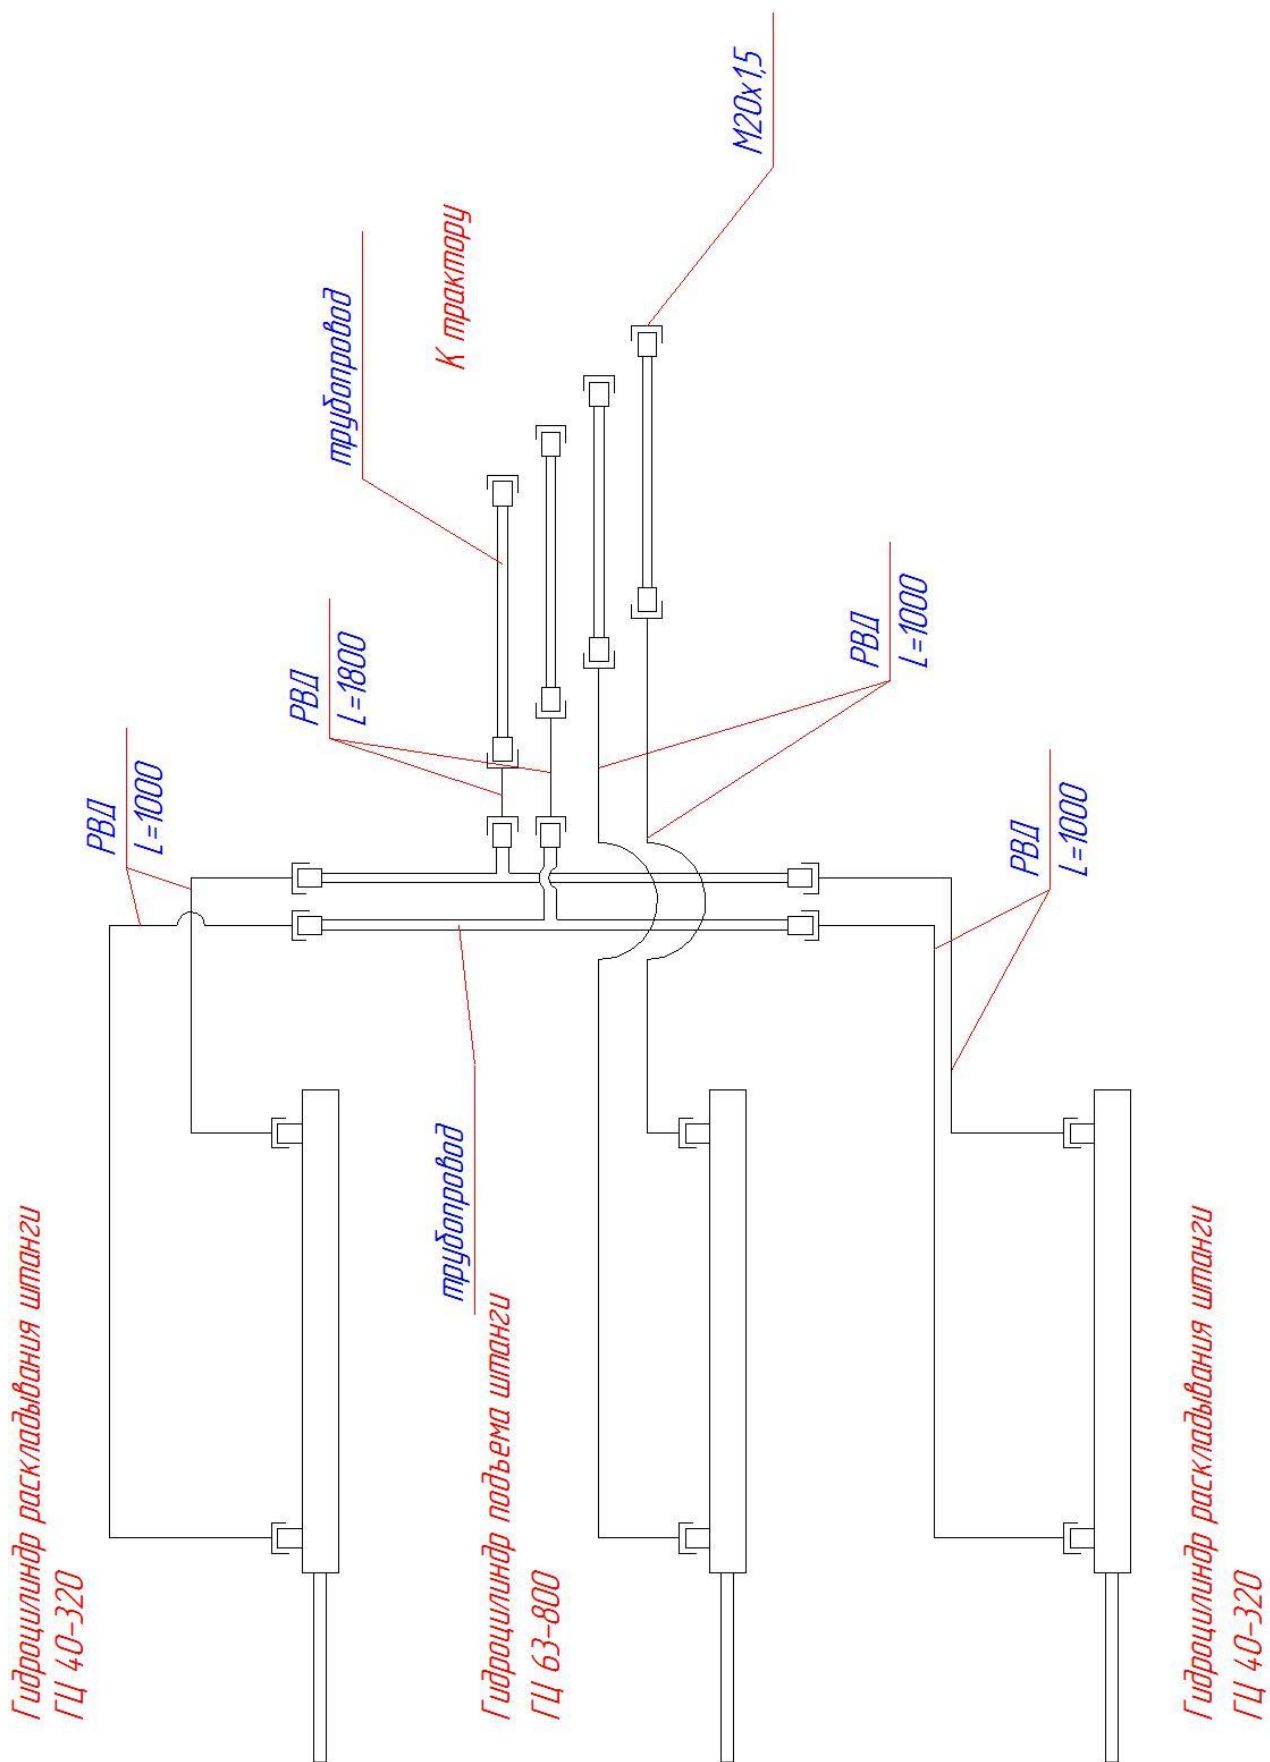 Гидроцилиндр раскладывания штанги
ГЦ 40-320
РВД
L=1000
РВД
L=1800
трубопровод
К трактору
трубопровод
Гидроцилиндр подъема штанги
ГЦ 63-800
М20х1,5
РВД
L=1000
РВД
L=1000
Гидроцилиндр раскладывания штанги
ГЦ 40-320